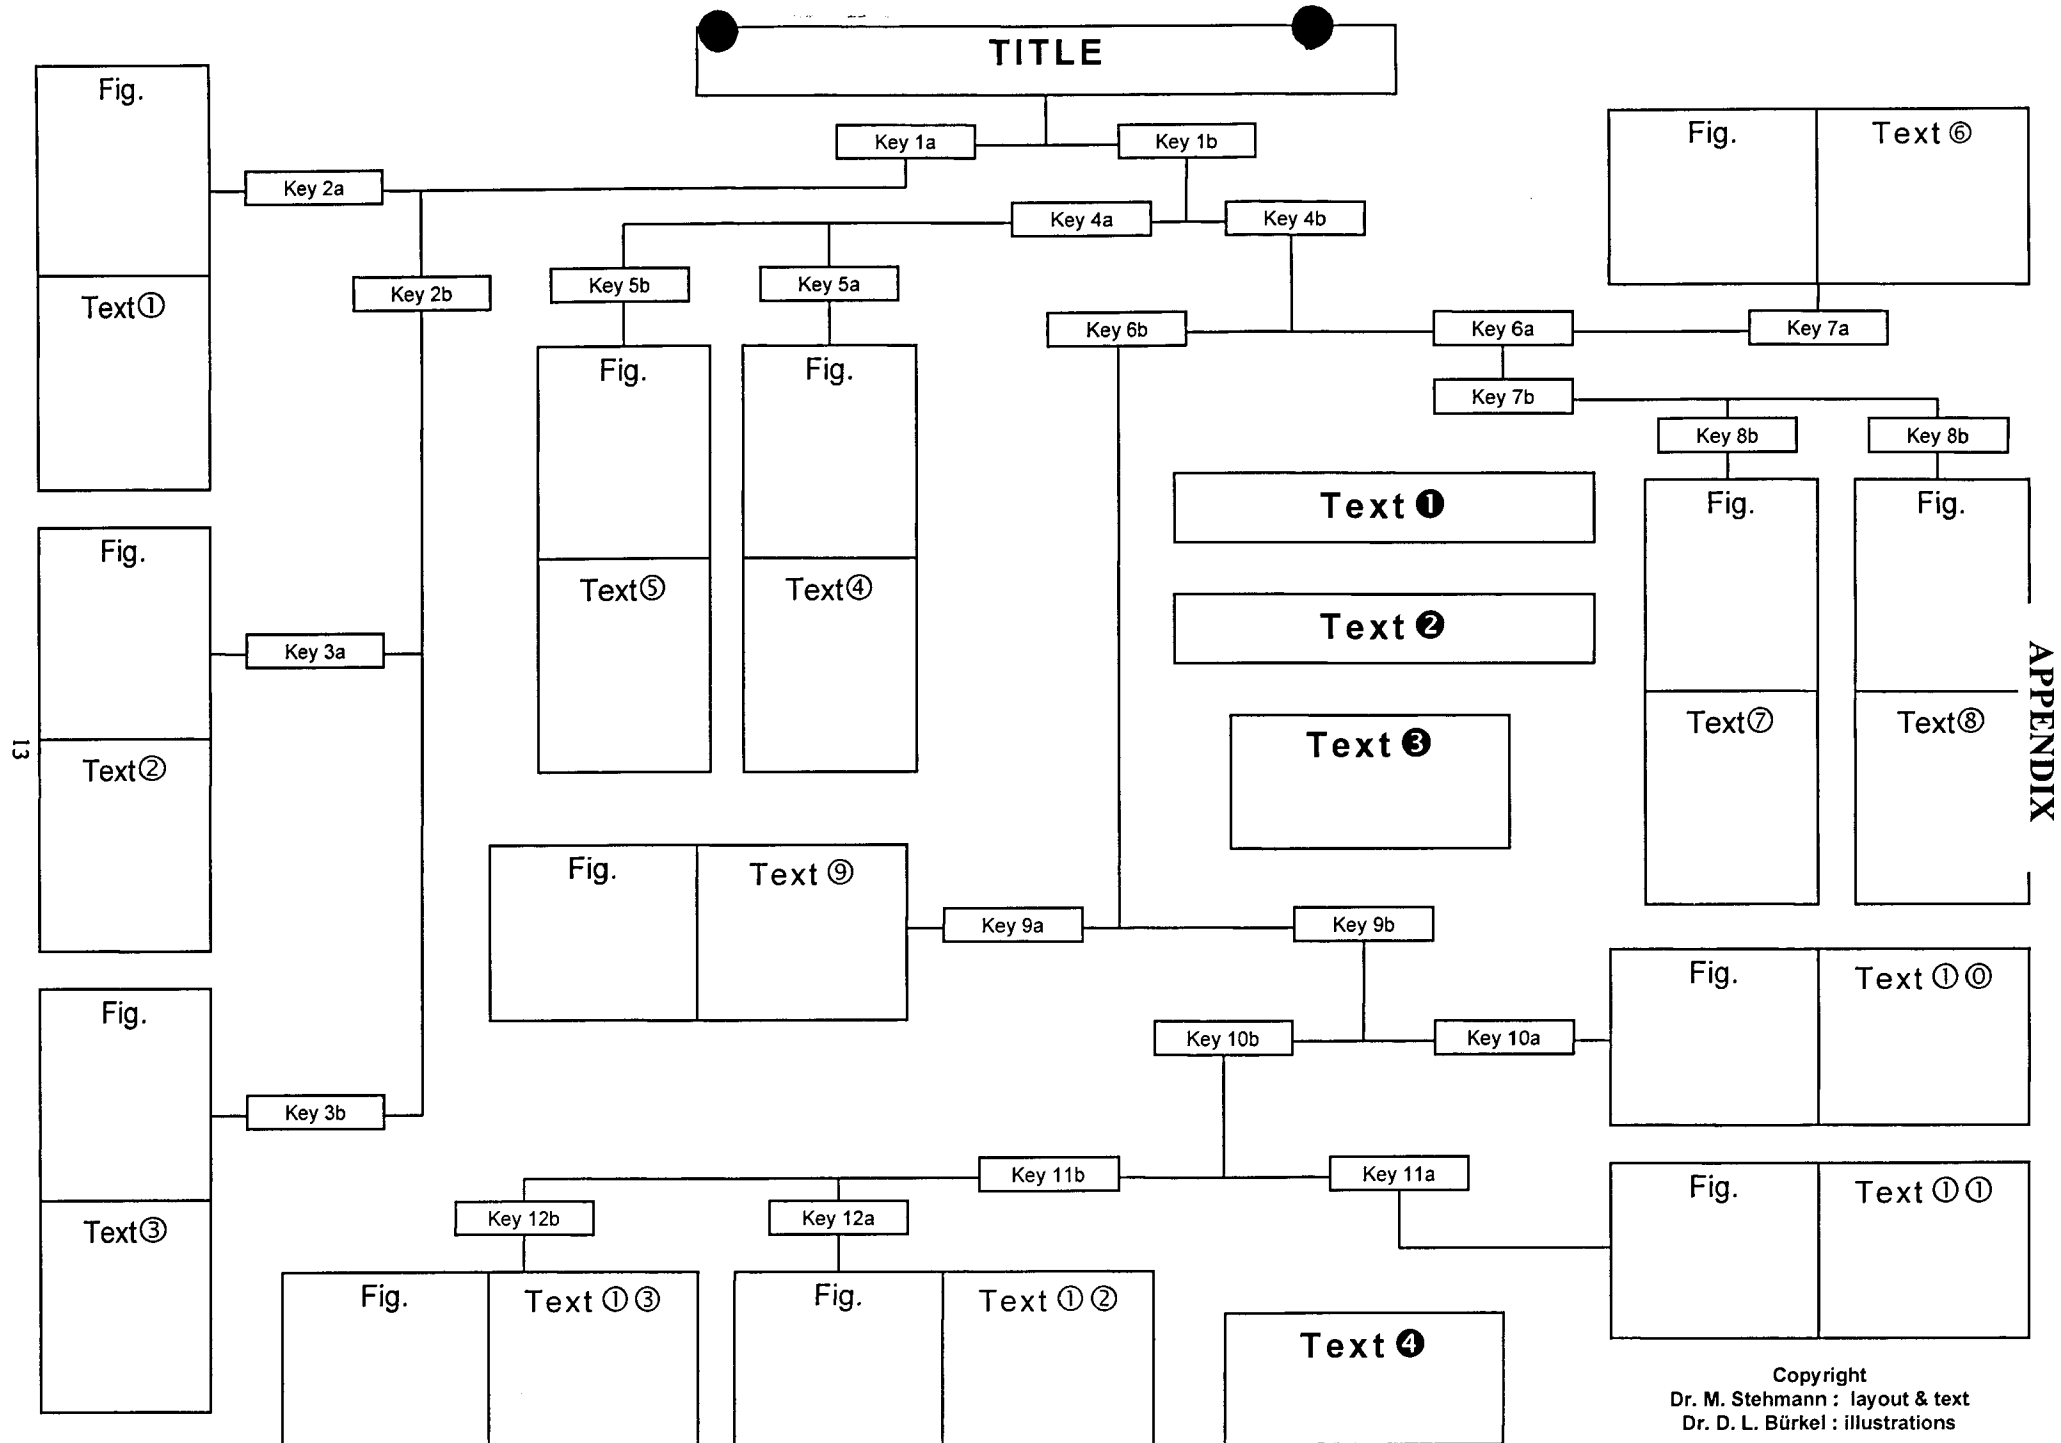 TITLE
Fig.
Key 1a
Key 1b
Fig.
Text ⑥
Key 2a
Key 4a
Key 4b
Text①
Key 2b
Key 5b
Key 5a
Key 6b
Key 6a
Key 7a
Fig.
Fig.
Key 7b
Key 8b
Key 8b
Text ❶
Fig.
Fig.
Fig.
Text⑤
Text④
Text ❷
Key 3a
APPENDIX
Text⑦
Text⑧
Text ❸
13
Text②
Fig.
Text ⑨
Key 9a
Key 9b
Fig.
Text ①⓪
Fig.
Key 10b
Key 10a
Key 3b
Key 11b
Key 11a
Fig.
Text ①①
Text③
Key 12b
Key 12a
Fig.
Text ①③
Fig.
Text ①②
Text ❹
Copyright
Dr. M. Stehmann : layout & text
Dr. D. L. Bürkel : illustrations